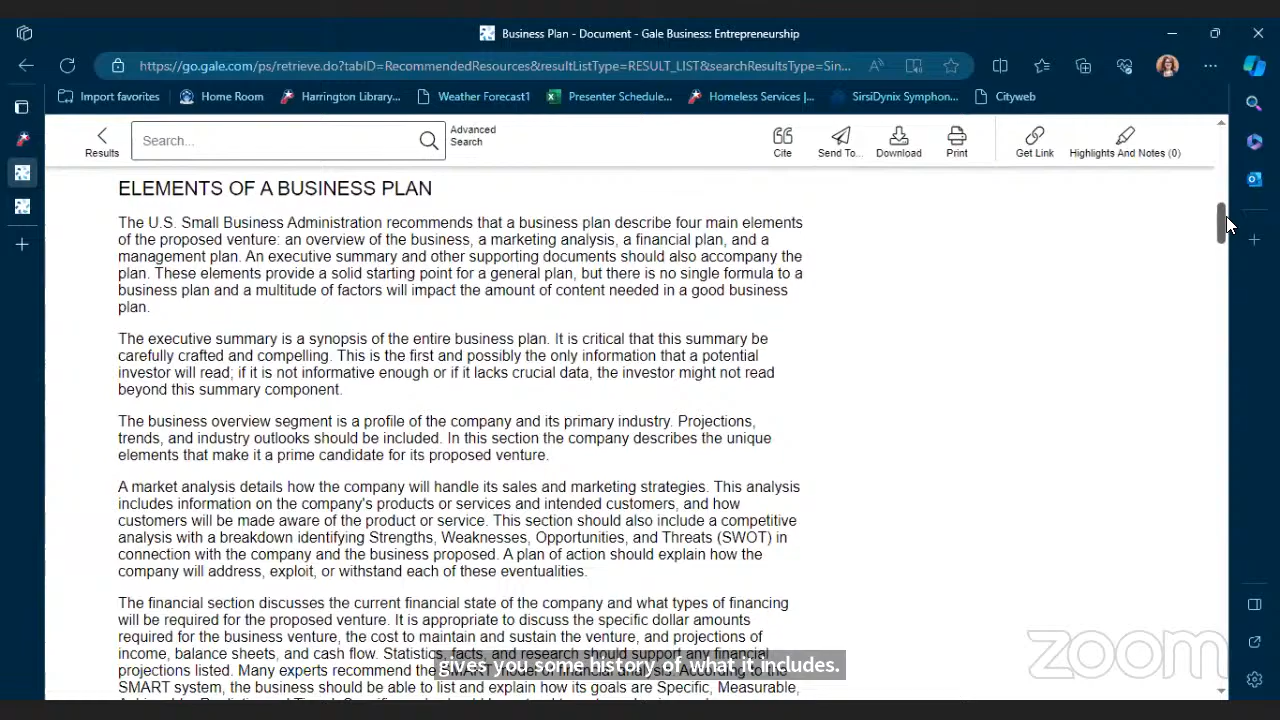 Business Plan - Document - Gale Business: Entrepreneurship
https://go.gale.com/ps/retrieve.do?tabID=RecommendedResources&resultListType=RESULT_LIST&searchResultsType=Sin...
Import favorites
Home Room
Harrington Library...
Weather Forecast1
Presenter Schedule...
Homeless Services |...
SirsiDynix Symphon...
Cityweb
Results
Search...
Advanced
Search
Cite
Send To...
Download
Print
Get Link
Highlights And Notes (0)
ELEMENTS OF A BUSINESS PLAN
The U.S. Small Business Administration recommends that a business plan describe four main elements
of the proposed venture: an overview of the business, a marketing analysis, a financial plan, and a
management plan. An executive summary and other supporting documents should also accompany the
plan. These elements provide a solid starting point for a general plan, but there is no single formula to a
business plan and a multitude of factors will impact the amount of content needed in a good business
plan.
The executive summary is a synopsis of the entire business plan. It is critical that this summary be
carefully crafted and compelling. This is the first and possibly the only information that a potential
investor will read; if it is not informative enough or if it lacks crucial data, the investor might not read
beyond this summary component.
The business overview segment is a profile of the company and its primary industry. Projections,
trends, and industry outlooks should be included. In this section the company describes the unique
elements that make it a prime candidate for its proposed venture.
A market analysis details how the company will handle its sales and marketing strategies. This analysis
includes information on the company's products or services and intended customers, and how
customers will be made aware of the product or service. This section should also include a competitive
analysis with a breakdown identifying Strengths, Weaknesses, Opportunities, and Threats (SWOT) in
connection with the company and the business proposed. A plan of action should explain how the
company will address, exploit, or withstand each of these eventualities.
The financial section discusses the current financial state of the company and what types of financing
will be required for the proposed venture. It is appropriate to discuss the specific dollar amounts
required for the business venture, the cost to maintain and sustain the venture, and projections of
income, balance sheets, and cash flow. Statistics, facts, and research should support any financial
projections listed. Many experts recommend the SMART model of financial analysis. According to the
SMART system, the business should be able to list and explain how its goals are Specific, Measurable,
gives you some history of what it includes.
zoom